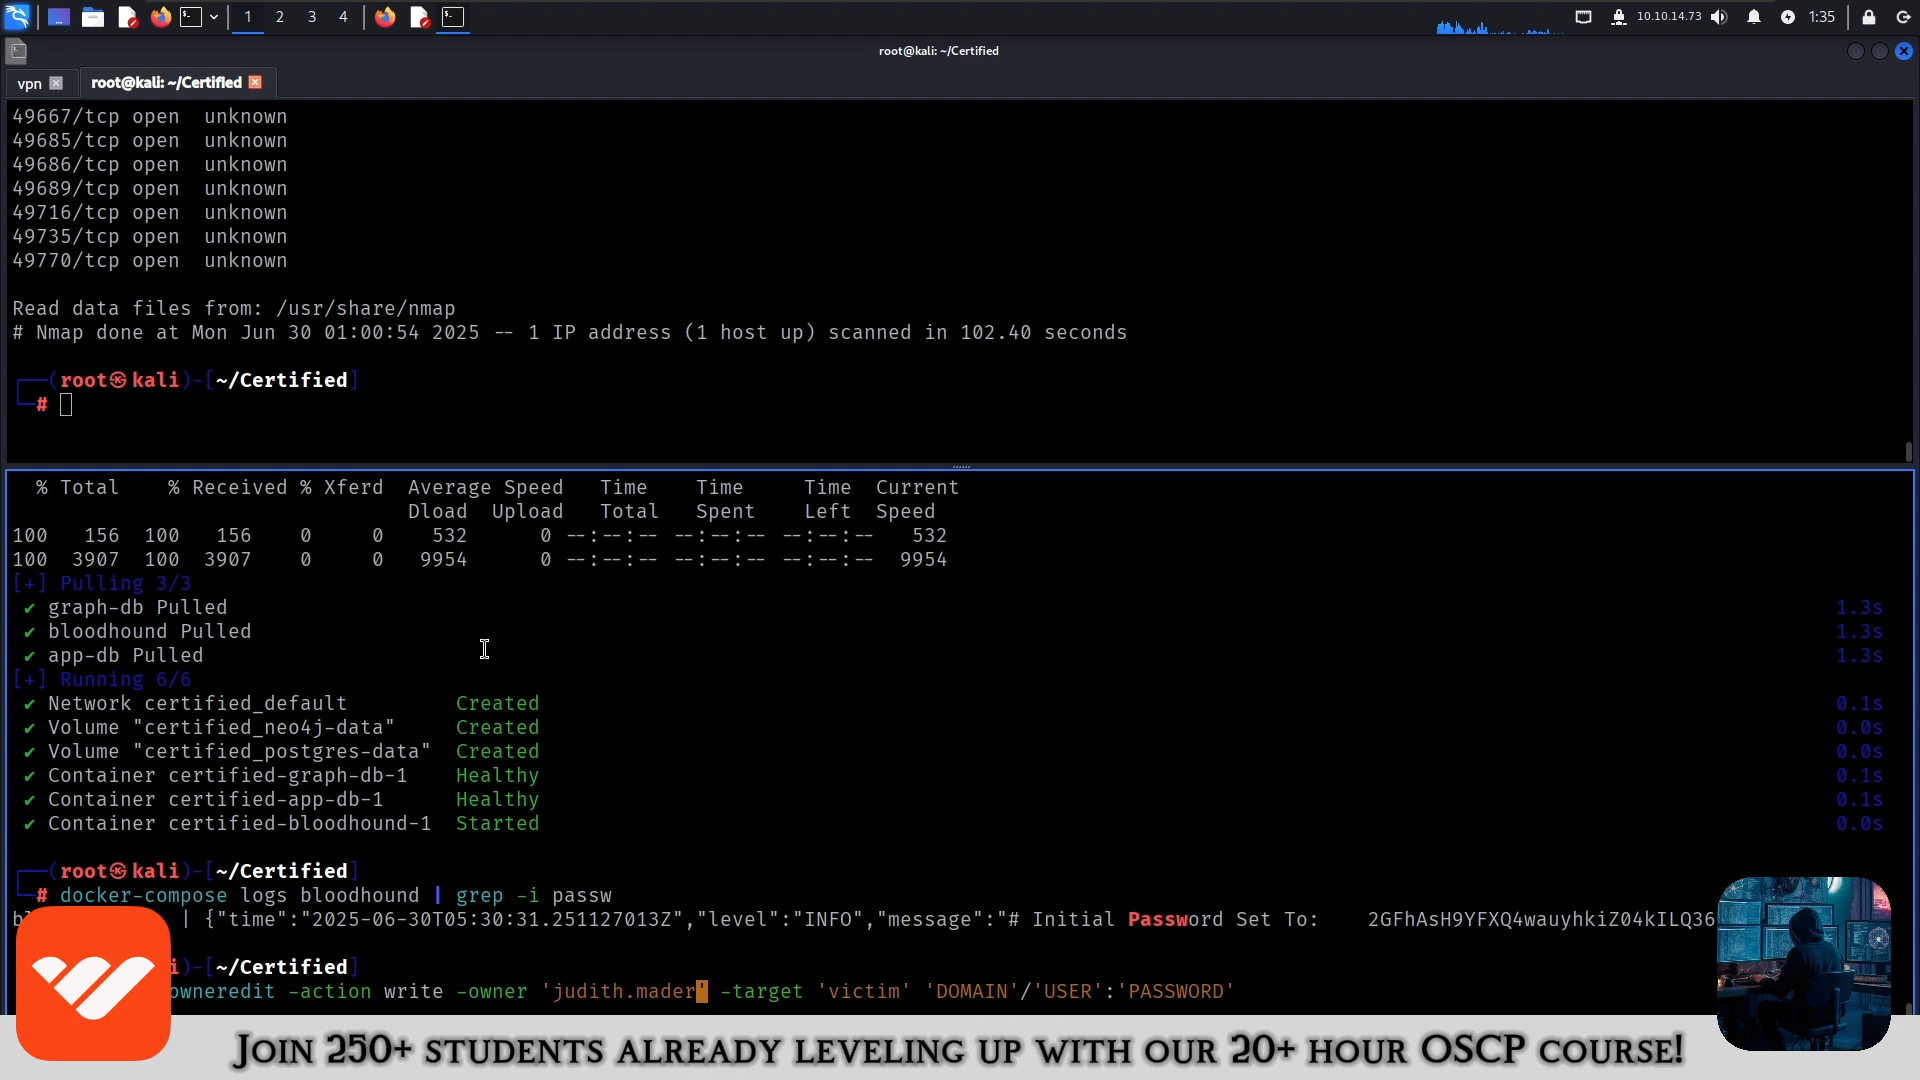 1 2 3 4 10.10.14.73 1:35
root@kali: ~/Certified
vpn root@kali: ~/Certified
49667/tcp open  unknown
49685/tcp open  unknown
49686/tcp open  unknown
49689/tcp open  unknown
49716/tcp open  unknown
49735/tcp open  unknown
49770/tcp open  unknown
Read data files from: /usr/share/nmap
# Nmap done at Mon Jun 30 01:00:54 2025 -- 1 IP address (1 host up) scanned in 102.40 seconds
┌──(root㉿kali)-[~/Certified]
└─#
% Total    % Received % Xferd  Average Speed   Time    Time     Time  Current
Dload  Upload   Total   Spent    Left  Speed
100   156  100   156    0     0    532      0 --:--:-- --:--:-- --:--:--   532
100  3907  100  3907    0     0   9954      0 --:--:-- --:--:-- --:--:--  9954
[+] Pulling 3/3
✔ graph-db Pulled 1.3s
✔ bloodhound Pulled 1.3s
✔ app-db Pulled 1.3s
[+] Running 6/6
✔ Network certified_default Created 0.1s
✔ Volume "certified_neo4j-data" Created 0.0s
✔ Volume "certified_postgres-data" Created 0.0s
✔ Container certified-graph-db-1 Healthy 0.1s
✔ Container certified-app-db-1 Healthy 0.1s
✔ Container certified-bloodhound-1 Started 0.0s
┌──(root㉿kali)-[~/Certified]
└─# docker-compose logs bloodhound | grep -i passw
| {"time":"2025-06-30T05:30:31.251127013Z","level":"INFO","message":"# Initial Password Set To:    2GFhAsH9YFXQ4wauyhkiZ04kILQ36
i)-[~/Certified]
owneredit -action write -owner 'judith.mader' -target 'victim' 'DOMAIN'/'USER':'PASSWORD'
Join 250+ students already leveling up with our 20+ hour OSCP course!